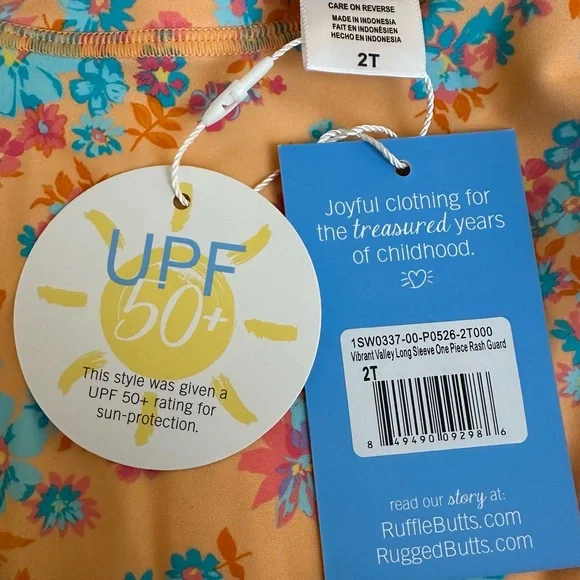 CARE ON REVERSE
MADE IN INDONESIA
FAIT EN INDONÉSIEN
HECHO EN INDONESIA
2T
UPF
50+
This style was given a
UPF 50+ rating for
sun-protection.
Joyful clothing for
the treasured years
of childhood.
1SW0337-00-P0526-2T000
Vibrant Valley Long Sleeve One Piece Rash Guard
2T
8 49490 09298 6
read our story at:
RuffleButts.com
RuggedButts.com